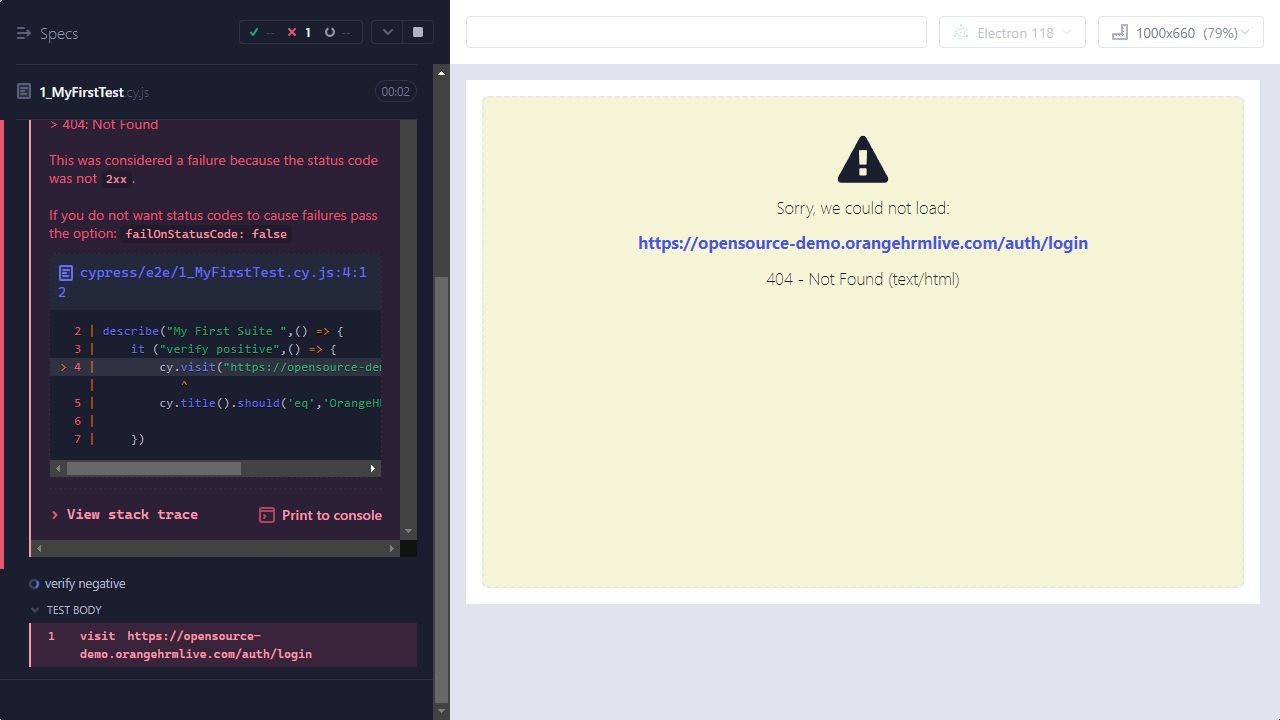 Specs
-- 1 --
1_MyFirstTest.cy.js 00:02
> 404: Not Found
This was considered a failure because the status code
was not 2xx.
If you do not want status codes to cause failures pass
the option: failOnStatusCode: false
cypress/e2e/1_MyFirstTest.cy.js:4:1
2
2 | describe("My First Suite ",() => {
3 | it ("verify positive",() => {
> 4 | cy.visit("https://opensource-dem
| ^
5 | cy.title().should('eq','OrangeHR
6 |
7 | })
View stack trace
Print to console
verify negative
TEST BODY
1 visit https://opensource-
demo.orangehrmlive.com/auth/login
Electron 118
1000x660 (79%)
Sorry, we could not load:
https://opensource-demo.orangehrmlive.com/auth/login
404 - Not Found (text/html)